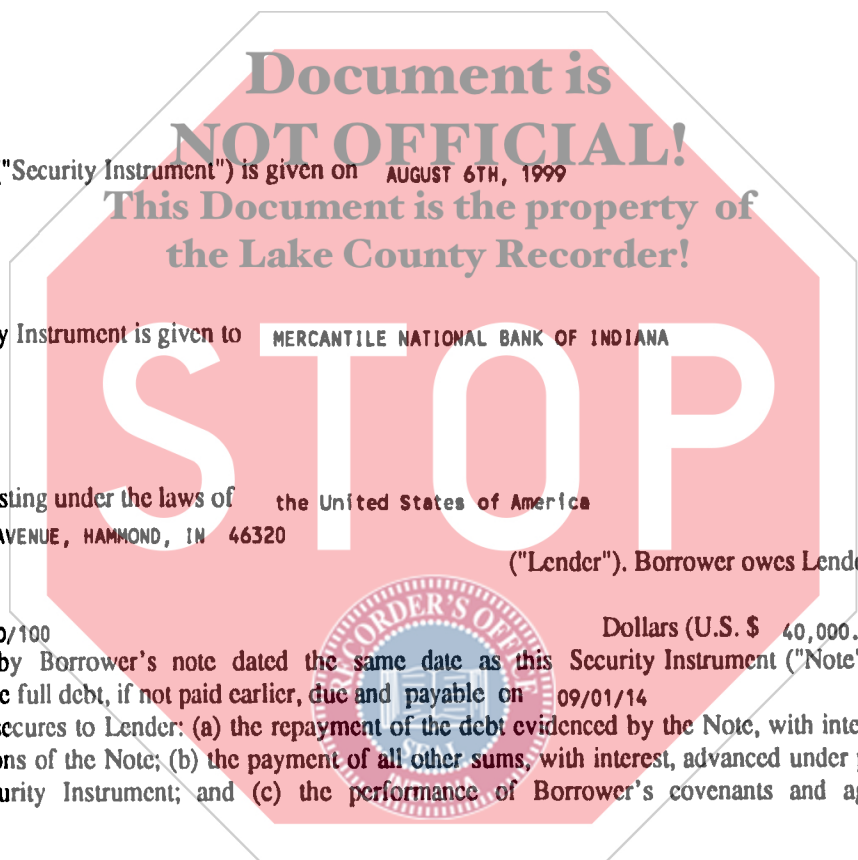 Document is
NOT OFFICIAL!
("Security Instrument") is given on AUGUST 6TH, 1999
This Document is the property of
the Lake County Recorder!
y Instrument is given to MERCANTILE NATIONAL BANK OF INDIANA
STOP
sting under the laws of the United States of America
AVENUE, HAMMOND, IN 46320
("Lender"). Borrower owes Lende
0/100 Dollars (U.S. $ 40,000.
by Borrower's note dated the same date as this Security Instrument ("Note"
e full debt, if not paid earlier, due and payable on 09/01/14
secures to Lender: (a) the repayment of the debt evidenced by the Note, with inte
ons of the Note; (b) the payment of all other sums, with interest, advanced under
urity Instrument; and (c) the performance of Borrower's covenants and ag
RECORDER'S OFFICE
SEAL
INDIANA